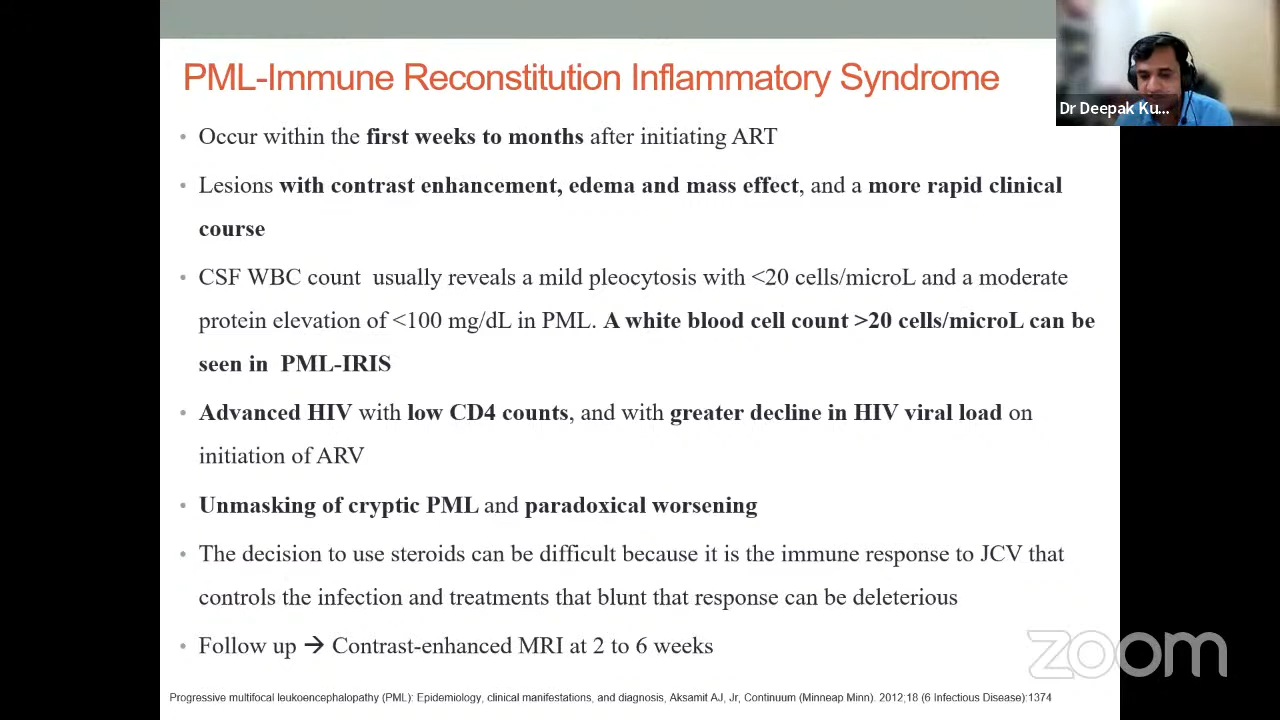 PML-Immune Reconstitution Inflammatory Syndrome
Dr Deepak Ku...
• Occur within the first weeks to months after initiating ART
• Lesions with contrast enhancement, edema and mass effect, and a more rapid clinical
course
• CSF WBC count  usually reveals a mild pleocytosis with <20 cells/microL and a moderate
protein elevation of <100 mg/dL in PML. A white blood cell count >20 cells/microL can be
seen in  PML-IRIS
• Advanced HIV with low CD4 counts, and with greater decline in HIV viral load on
initiation of ARV
• Unmasking of cryptic PML and paradoxical worsening
• The decision to use steroids can be difficult because it is the immune response to JCV that
controls the infection and treatments that blunt that response can be deleterious
• Follow up → Contrast-enhanced MRI at 2 to 6 weeks
zoom
Progressive multifocal leukoencephalopathy (PML): Epidemiology, clinical manifestations, and diagnosis, Aksamit AJ, Jr, Continuum (Minneap Minn). 2012;18 (6 Infectious Disease):1374